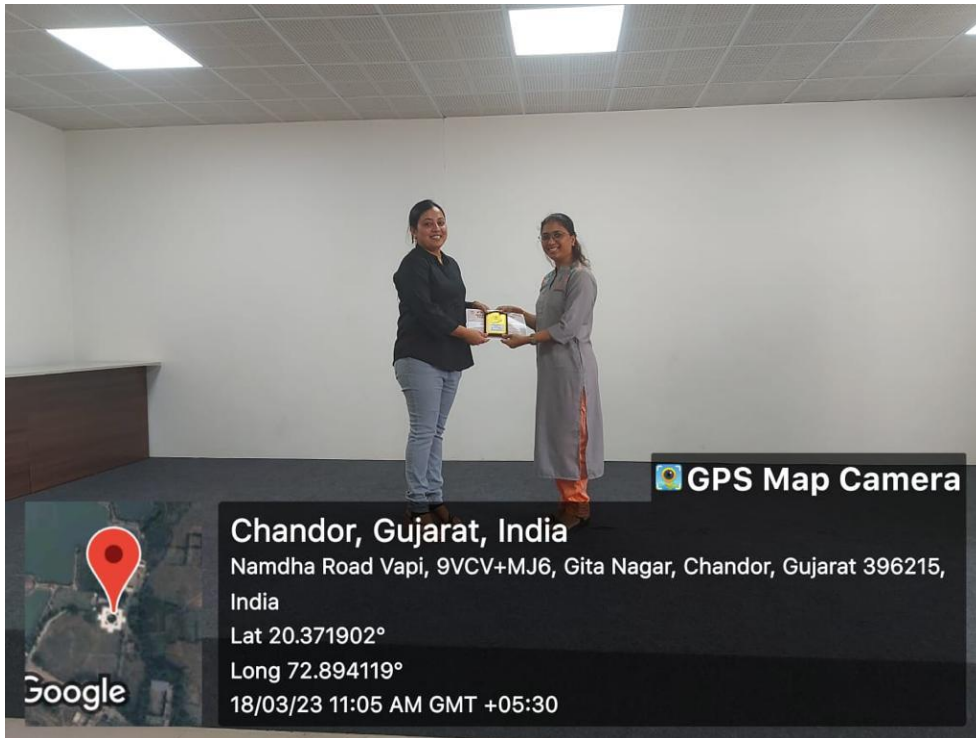 GPS Map Camera
Chandor, Gujarat, India
Namdha Road Vapi, 9VCV+MJ6, Gita Nagar, Chandor, Gujarat 396215,
India
Lat 20.371902°
Long 72.894119°
18/03/23 11:05 AM GMT +05:30
Google